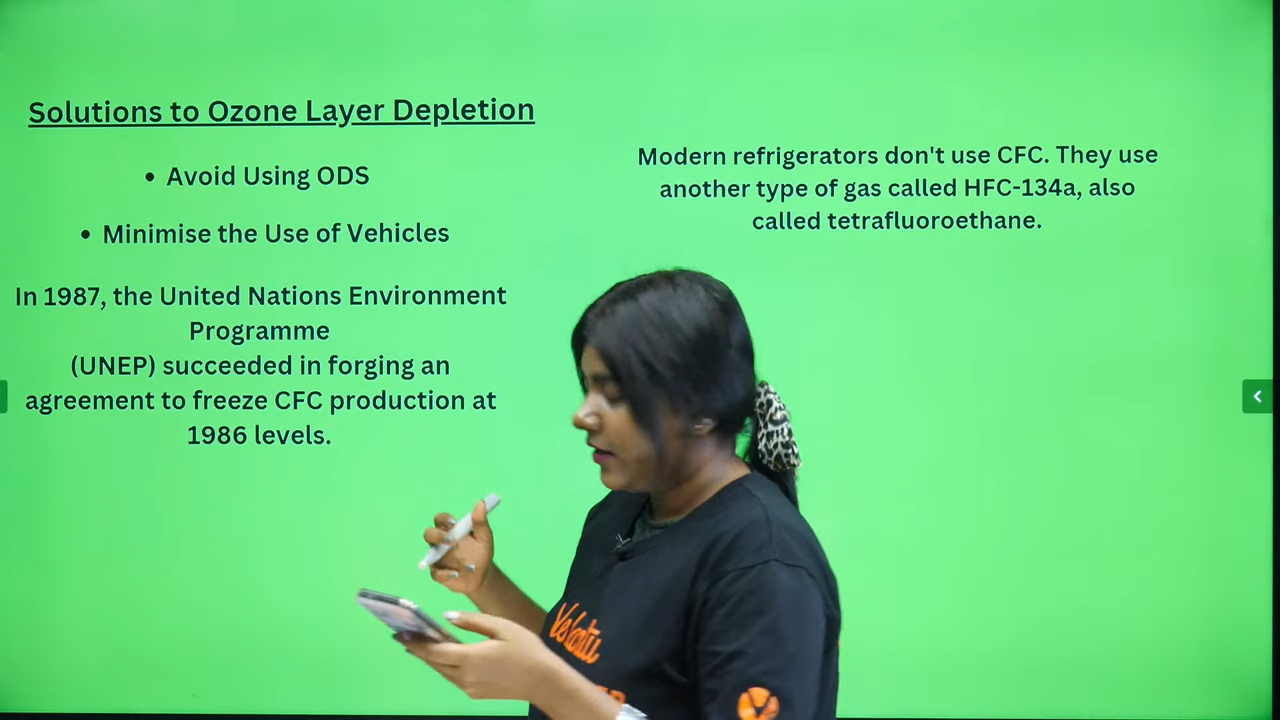 Solutions to Ozone Layer Depletion
• Avoid Using ODS
• Minimise the Use of Vehicles
In 1987, the United Nations Environment
Programme
(UNEP) succeeded in forging an
agreement to freeze CFC production at
1986 levels.
Modern refrigerators don't use CFC. They use
another type of gas called HFC-134a, also
called tetrafluoroethane.
Vedantu